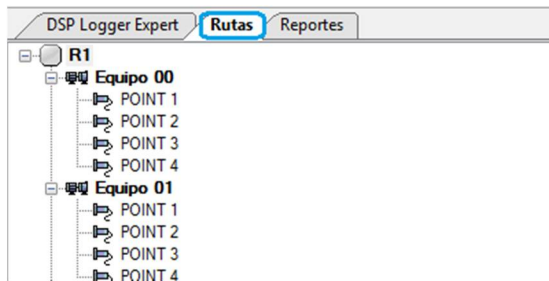 DSP Logger Expert Rutas Reportes
R1
Equipo 00
POINT 1
POINT 2
POINT 3
POINT 4
Equipo 01
POINT 1
POINT 2
POINT 3
POINT 4